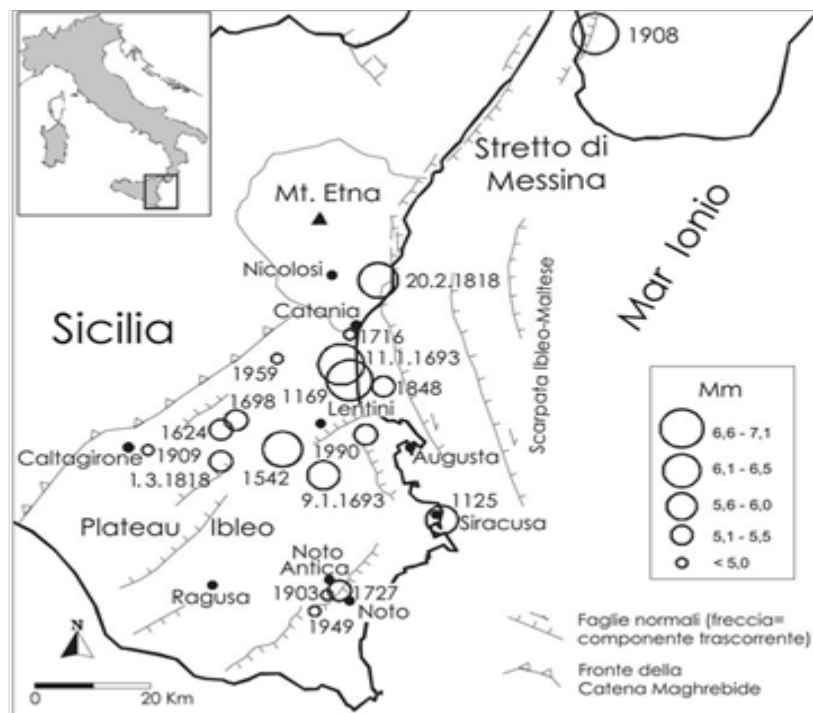 1908
Stretto di
Messina
Mt. Etna
Mar Ionio
Nicolosi
20.2.1818
Catania
Sicilia
1716
11.1.1693
Scarpata Ibleo-Maltese
1959
1169
1848
1698
Lentini
1624
Caltagirone
1909
1990
Augusta
1.3.1818
1542
9.1.1693
1125
Siracusa
Plateau Ibleo
Noto
Antica
Ragusa
1903
1727
Noto
1949
Mm
6,6 - 7,1
6,1 - 6,5
5,6 - 6,0
5,1 - 5,5
< 5,0
Faglie normali (freccia=
componente trascorrente)
Fronte della
Catena Maghrebide
N
0 20 Km